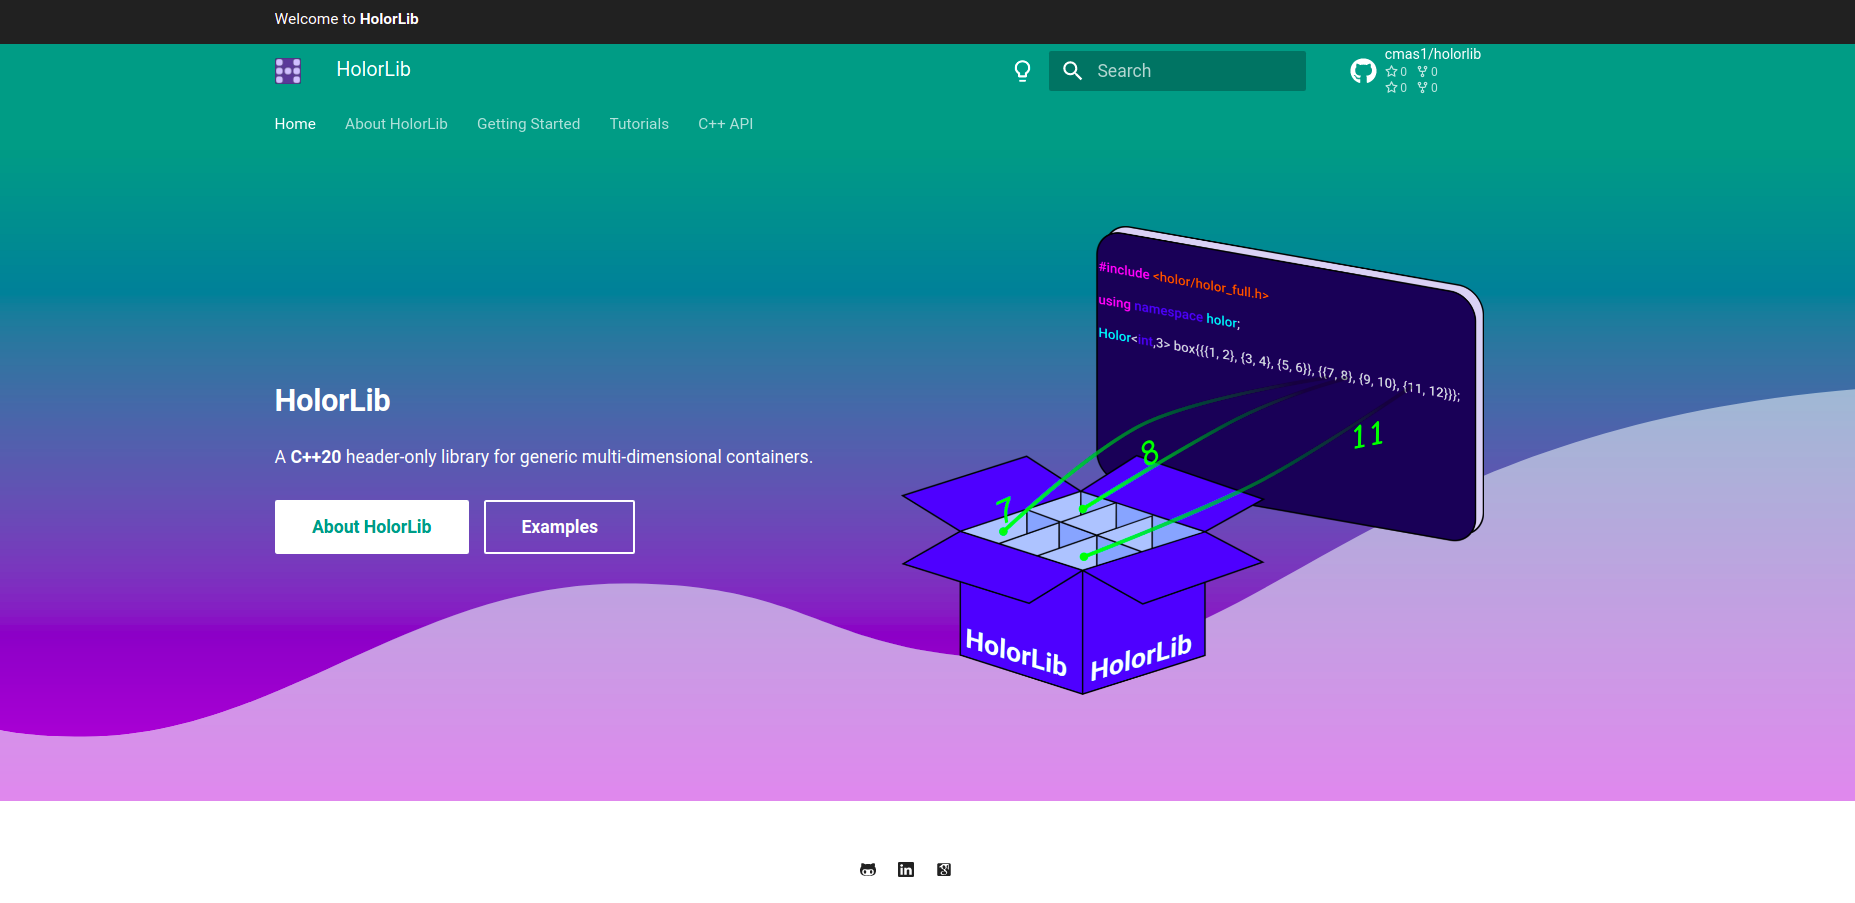 Welcome to HolorLib
HolorLib
Search
cmas1/holorlib
0 0
0 0
Home About HolorLib Getting Started Tutorials C++ API
#include <holor/holor_full.h>
using namespace holor;
Holor<int,3> box{{{1, 2}, {3, 4}, {5, 6}}, {{7, 8}, {9, 10}, {11, 12}}};
HolorLib
A C++20 header-only library for generic multi-dimensional containers.
About HolorLib Examples
7
8
11
HolorLib
HolorLib